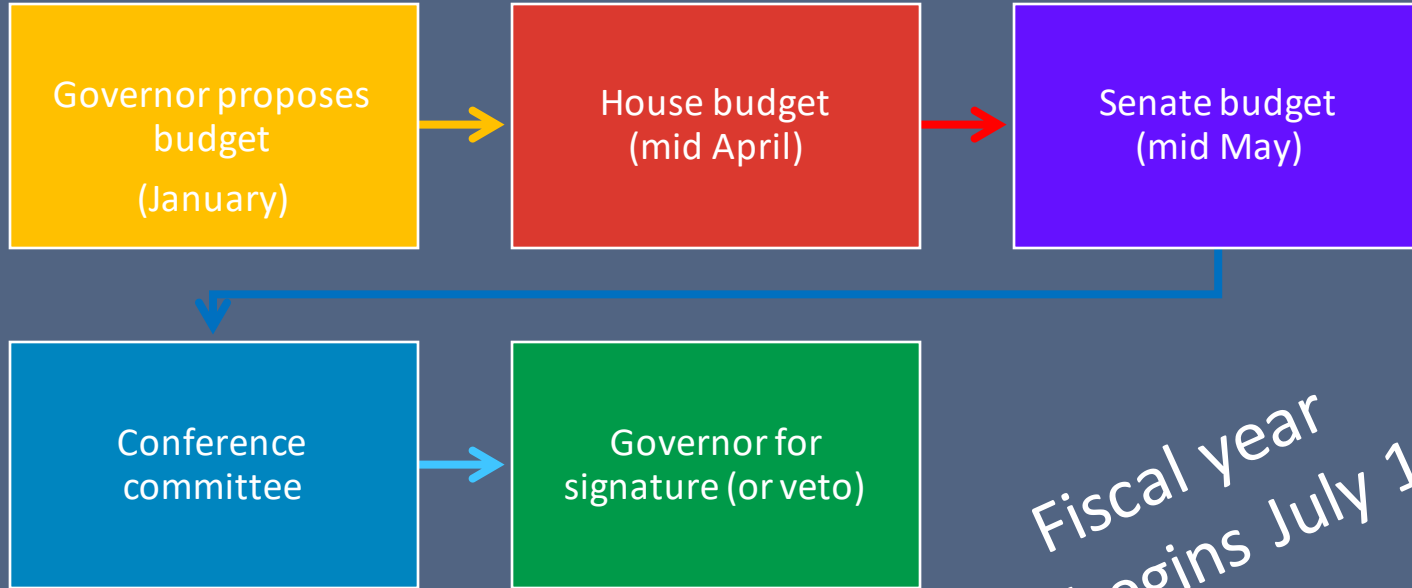 Governor proposes
budget
(January)
House budget
(mid April)
Senate budget
(mid May)
Conference
committee
Governor for
signature (or veto)
Fiscal year
begins July 1